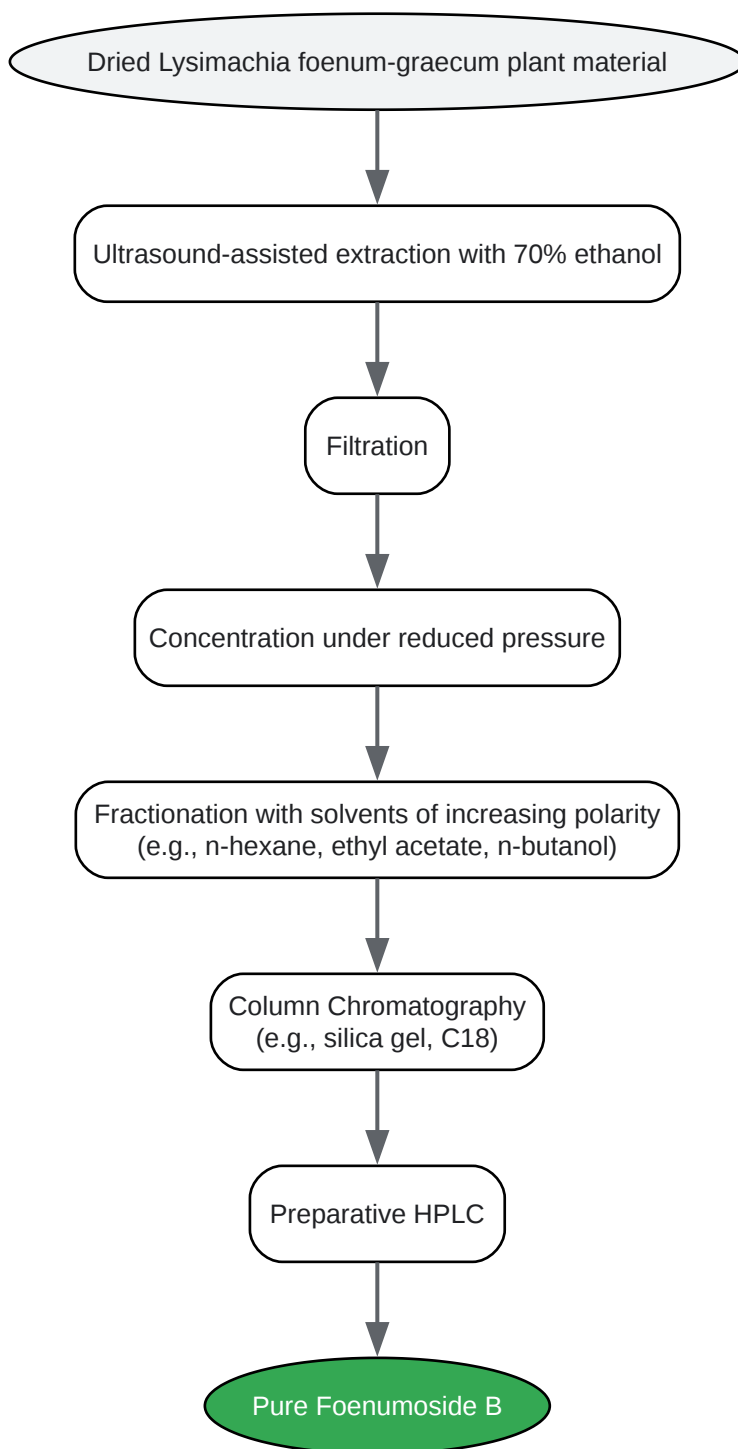 Dried Lysimachia foenum-graecum plant material
Ultrasound-assisted extraction with 70% ethanol
Filtration
Concentration under reduced pressure
Fractionation with solvents of increasing polarity
(e.g., n-hexane, ethyl acetate, n-butanol)
Column Chromatography
(e.g., silica gel, C18)
Preparative HPLC
Pure Foenumoside B